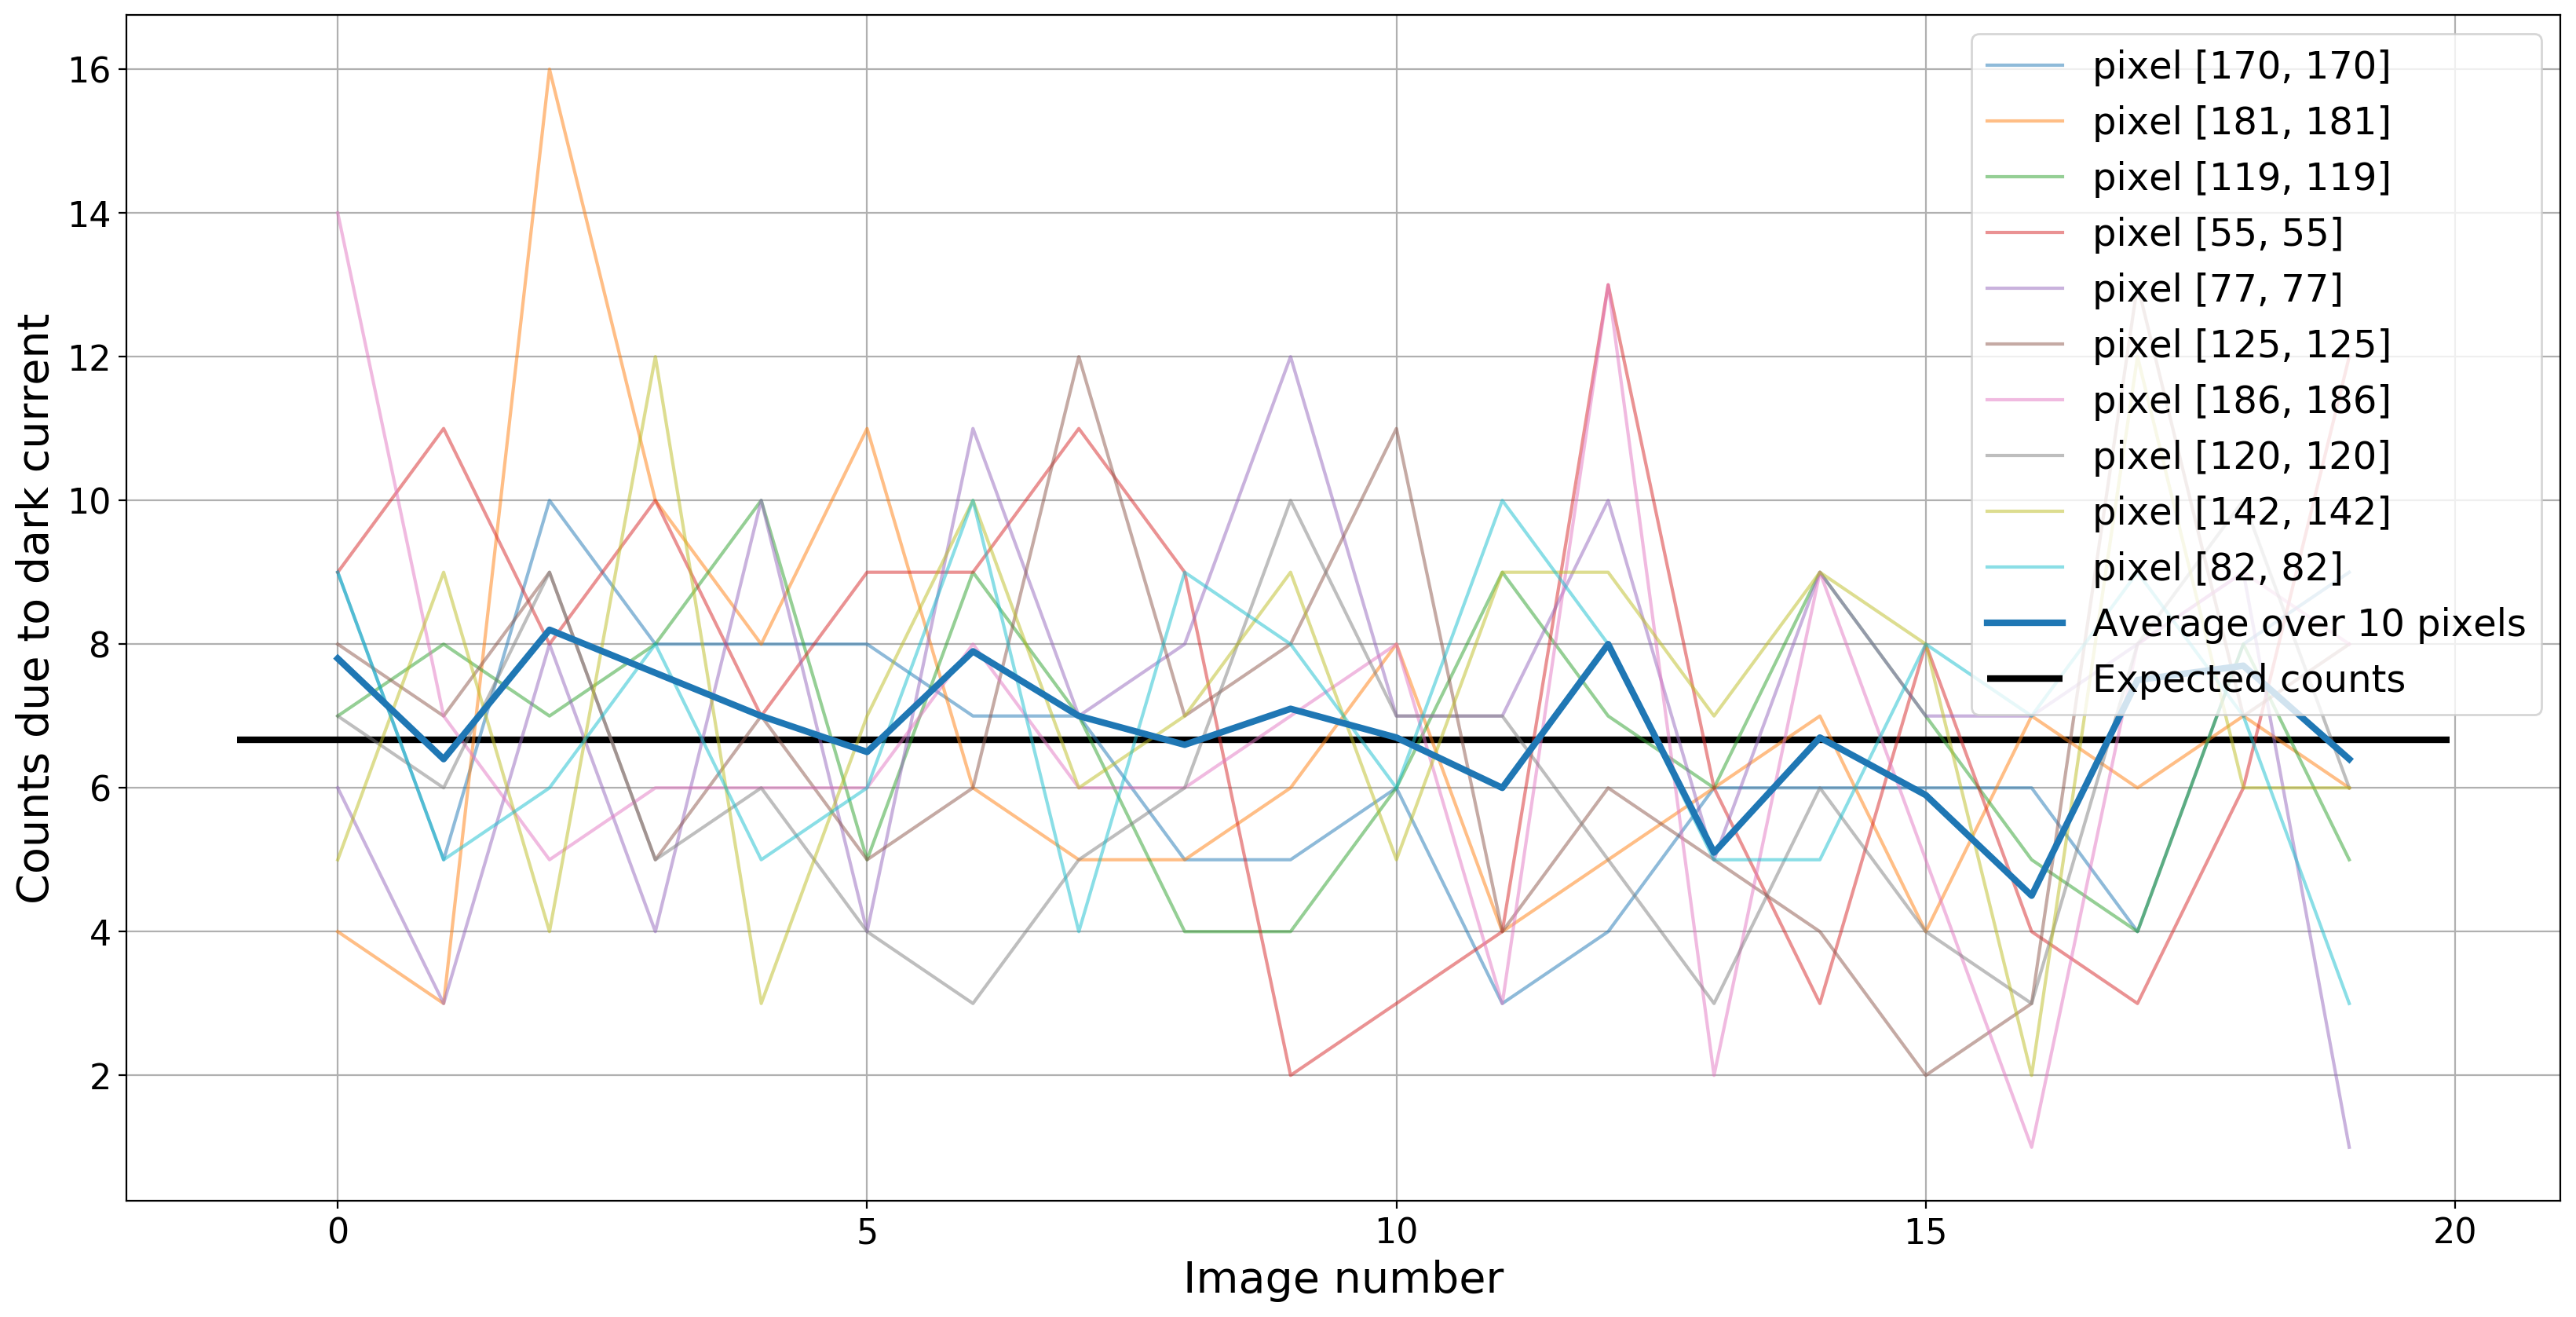 16
14
12
10
8
6
4
2
Counts due to dark current
0 5 10 15 20
Image number
pixel [170, 170]
pixel [181, 181]
pixel [119, 119]
pixel [55, 55]
pixel [77, 77]
pixel [125, 125]
pixel [186, 186]
pixel [120, 120]
pixel [142, 142]
pixel [82, 82]
Average over 10 pixels
Expected counts